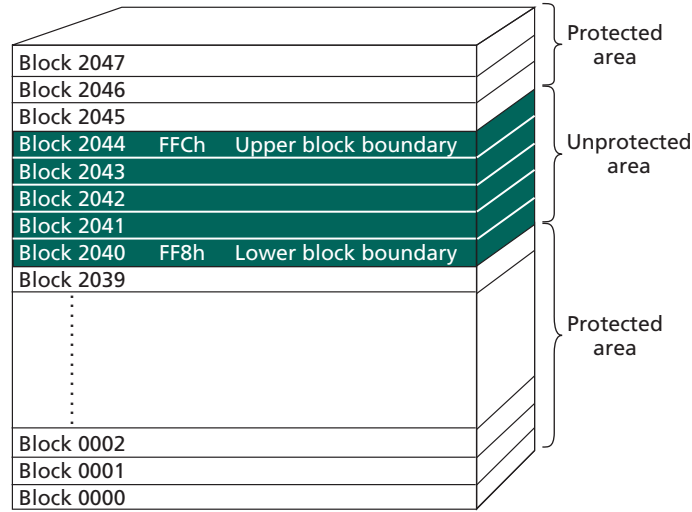 Block 2047
Block 2046
Block 2045
Block 2044 FFCh Upper block boundary
Block 2043
Block 2042
Block 2041
Block 2040 FF8h Lower block boundary
Block 2039
Block 0002
Block 0001
Block 0000
Protected
area
Unprotected
area
Protected
area